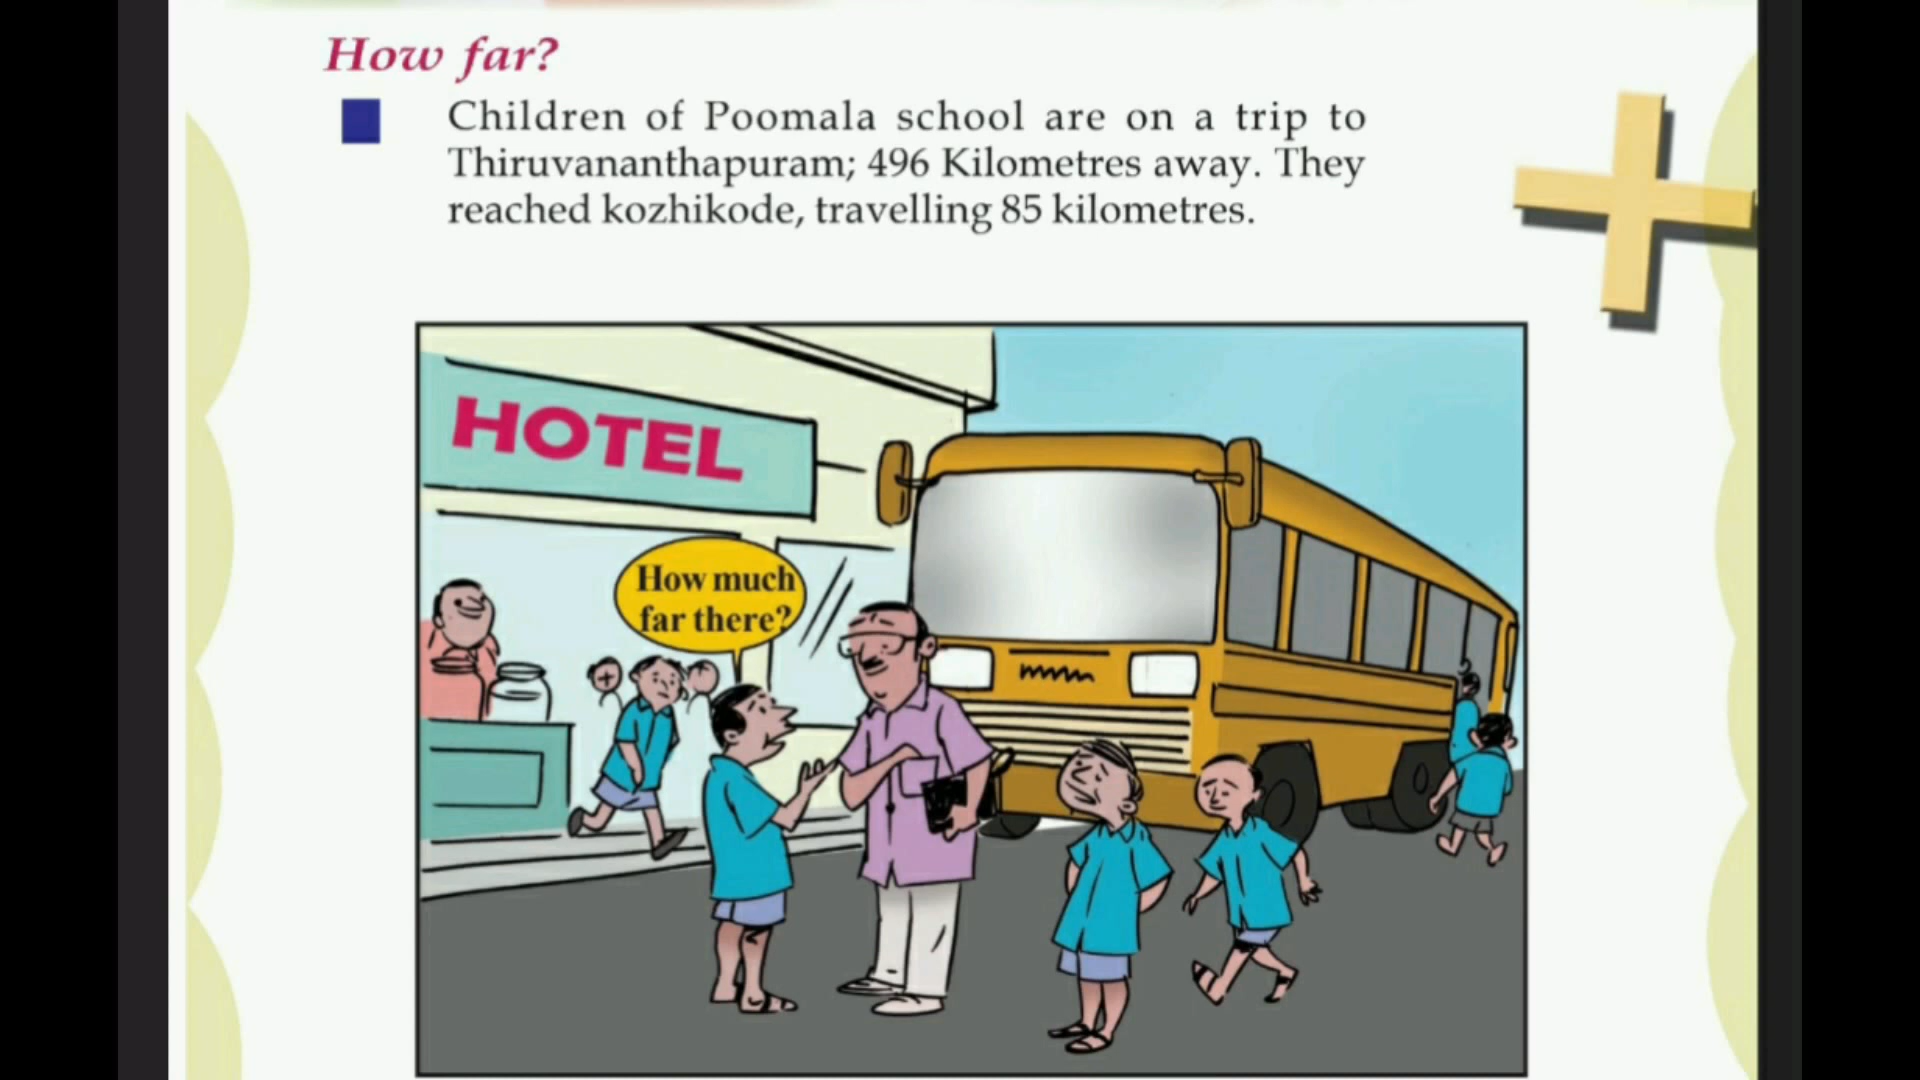 How far?
Children of Poomala school are on a trip to
Thiruvananthapuram; 496 Kilometres away. They
reached kozhikode, travelling 85 kilometres.
HOTEL
How much
far there?